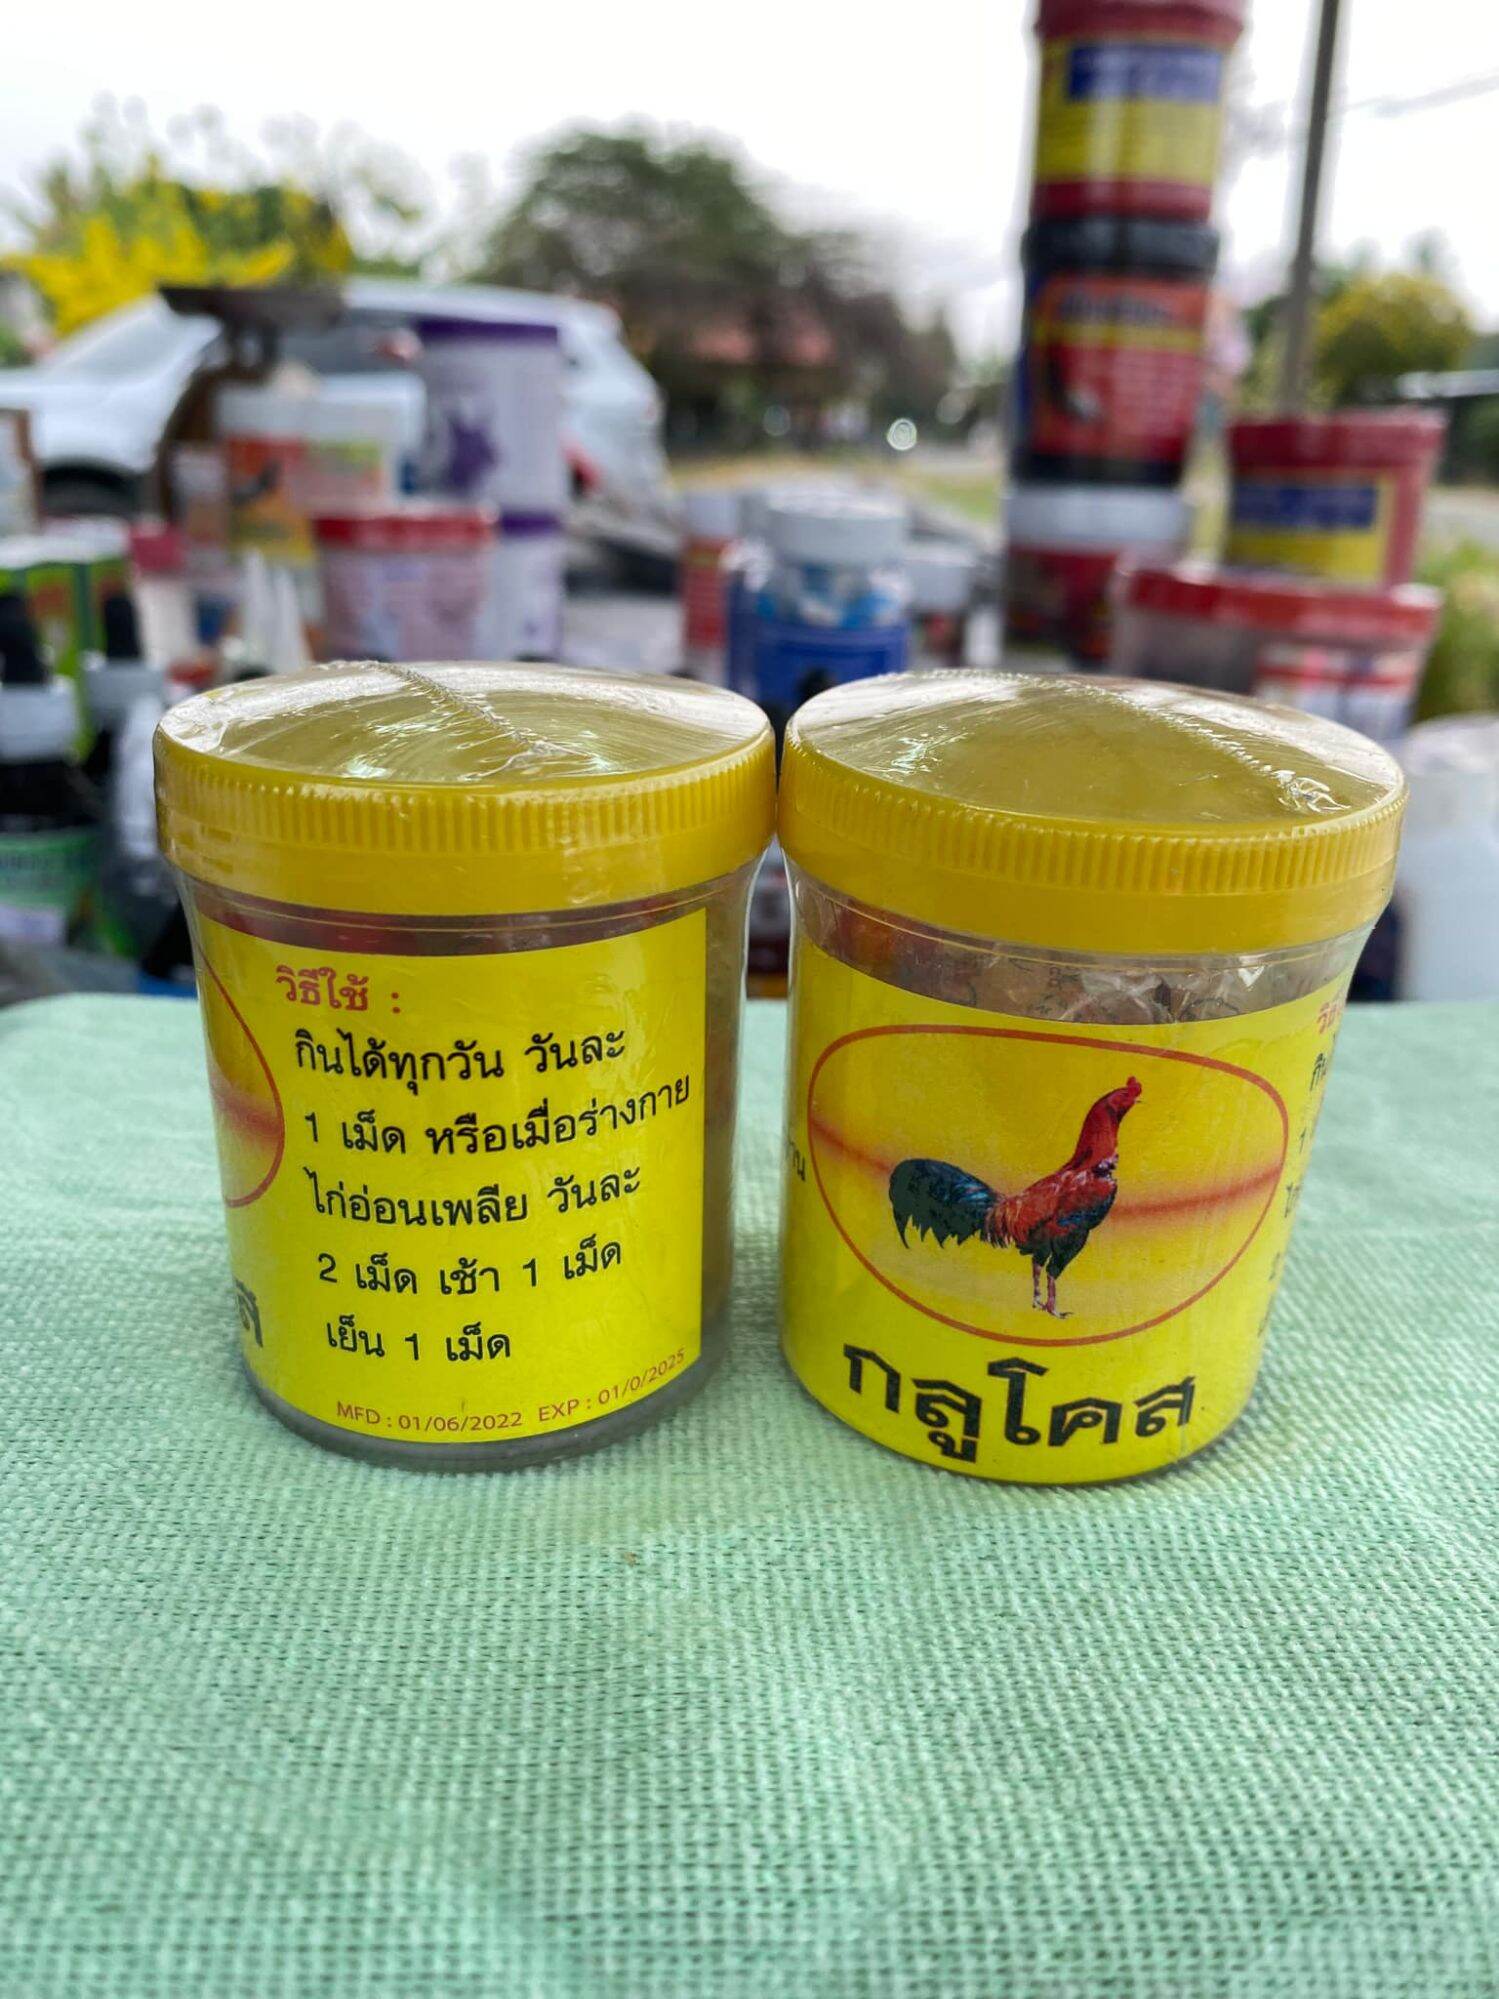 วิธีใช้ :
กินได้ทุกวัน วันละ
1 เม็ด หรือเมื่อร่างกาย
ไก่อ่อนเพลีย วันละ
2 เม็ด เช้า 1 เม็ด
เย็น 1 เม็ด
MFD : 01/06/2022 EXP : 01/0/2025
กลูโคส